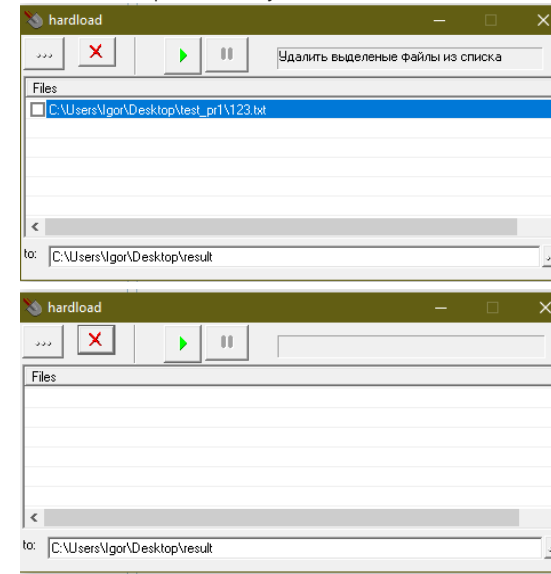 hardload
...
Удалить выделеные файлы из списка
Files
C:\Users\Igor\Desktop\test_pr1\123.txt
to: C:\Users\Igor\Desktop\result
hardload
...
Files
to: C:\Users\Igor\Desktop\result